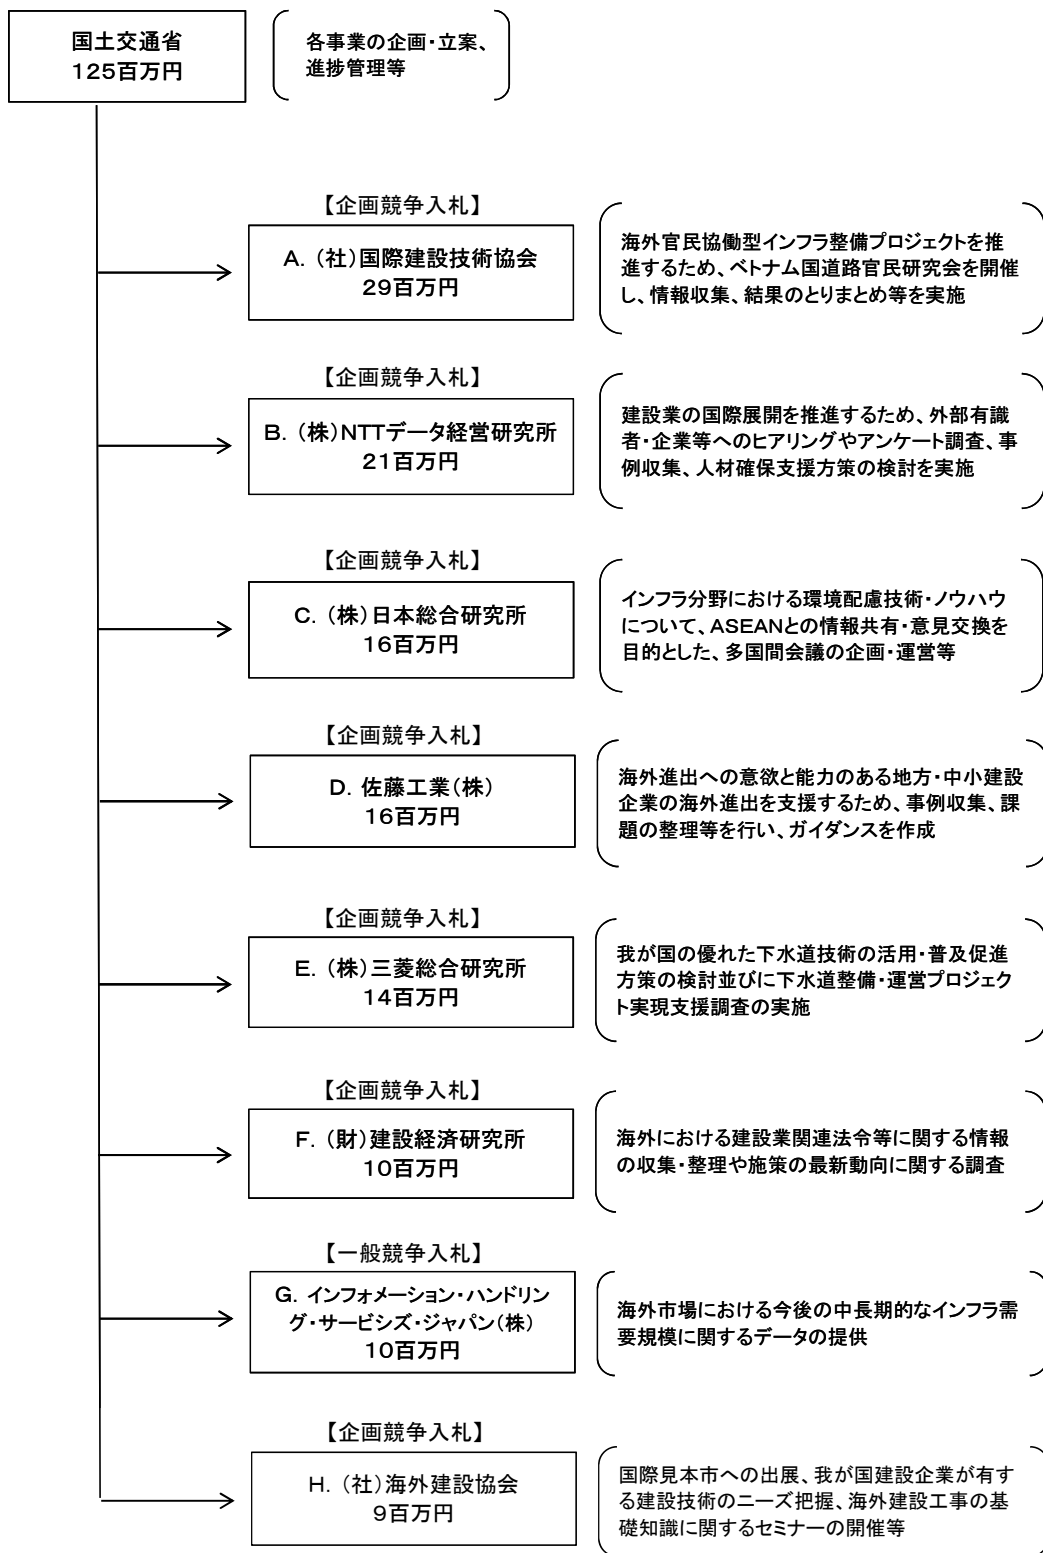 国土交通省
125百万円
各事業の企画・立案、
進捗管理等
【企画競争入札】
A.（社）国際建設技術協会
29百万円
海外官民協働型インフラ整備プロジェクトを推
進するため、ベトナム国道路官民研究会を開催
し、情報収集、結果のとりまとめ等を実施
【企画競争入札】
B.（株）NTTデータ経営研究所
21百万円
建設業の国際展開を推進するため、外部有識
者・企業等へのヒアリングやアンケート調査、事
例収集、人材確保支援方策の検討を実施
【企画競争入札】
C.（株）日本総合研究所
16百万円
インフラ分野における環境配慮技術・ノウハウ
について、ASEANとの情報共有・意見交換を
目的とした、多国間会議の企画・運営等
【企画競争入札】
D. 佐藤工業（株）
16百万円
海外進出への意欲と能力のある地方・中小建設
企業の海外進出を支援するため、事例収集、課
題の整理等を行い、ガイダンスを作成
【企画競争入札】
E.（株）三菱総合研究所
14百万円
我が国の優れた下水道技術の活用・普及促進
方策の検討並びに下水道整備・運営プロジェク
ト実現支援調査の実施
【企画競争入札】
F.（財）建設経済研究所
10百万円
海外における建設業関連法令等に関する情報
の収集・整理や施策の最新動向に関する調査
【一般競争入札】
G. インフォメーション・ハンドリン
グ・サービシズ・ジャパン（株）
10百万円
海外市場における今後の中長期的なインフラ需
要規模に関するデータの提供
【企画競争入札】
H.（社）海外建設協会
9百万円
国際見本市への出展、我が国建設企業が有す
る建設技術のニーズ把握、海外建設工事の基
礎知識に関するセミナーの開催等